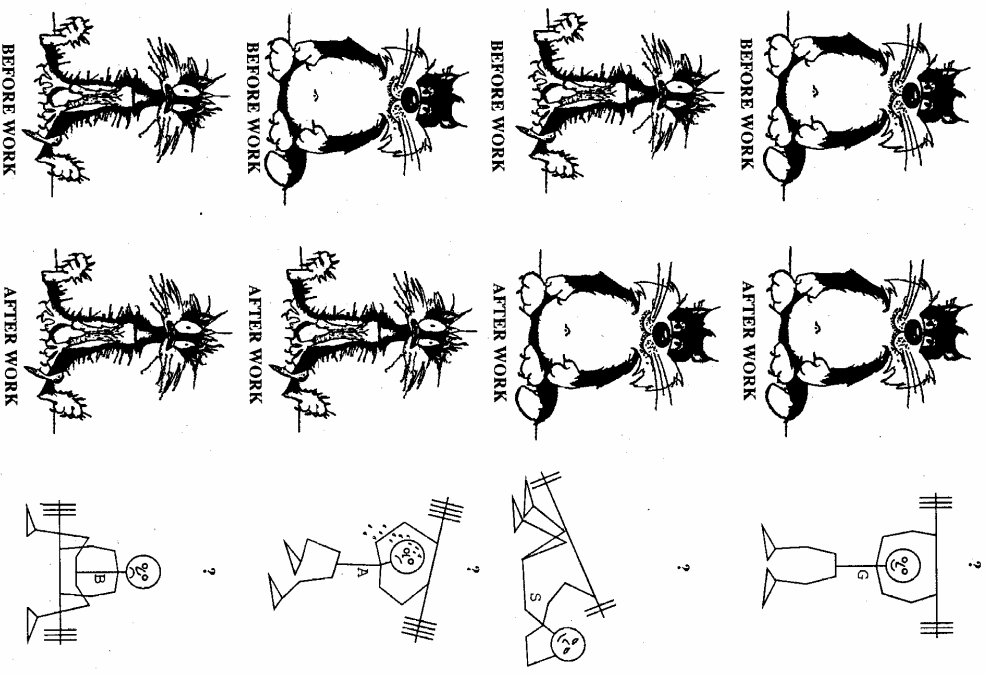 ?
G
BEFORE WORK
AFTER WORK
?
S
BEFORE WORK
AFTER WORK
?
A
BEFORE WORK
AFTER WORK
?
B
BEFORE WORK
AFTER WORK